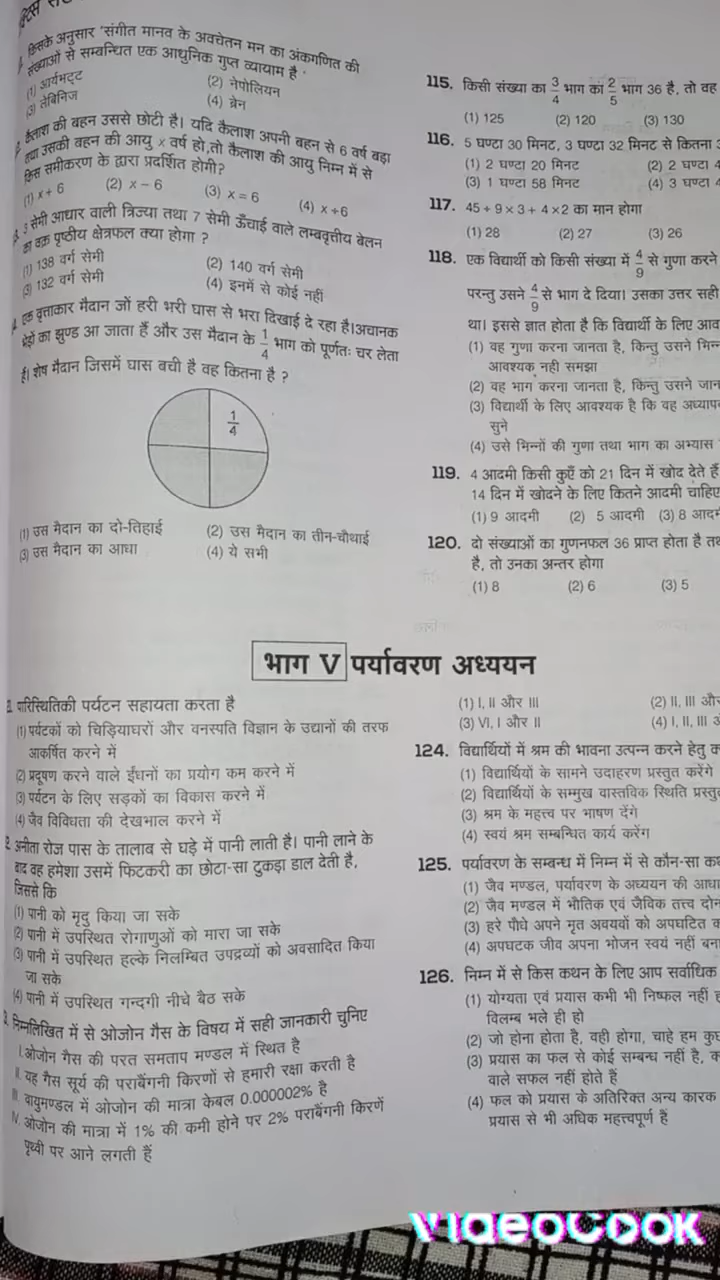 किसके अनुसार 'संगीत मानव के अवचेतन मन का अंकगणित की
संख्याओं से सम्बन्धित एक आधुनिक गुप्त व्यायाम है'
(1) आर्यभट्ट (2) नेपोलियन
(3) लेबिनिज (4) ब्रेन
कैलाश की बहन उससे छोटी है। यदि कैलाश अपनी बहन से 6 वर्ष बड़ा
तथा उसकी बहन की आयु x वर्ष हो,तो कैलाश की आयु निम्न में से
किस समीकरण के द्वारा प्रदर्शित होगी?
(1) x + 6 (2) x − 6 (3) x = 6 (4) x ÷ 6
3 सेमी आधार वाली त्रिज्या तथा 7 सेमी ऊँचाई वाले लम्बवृत्तीय बेलन
का वक्र पृष्ठीय क्षेत्रफल क्या होगा ?
(1) 138 वर्ग सेमी (2) 140 वर्ग सेमी
(3) 132 वर्ग सेमी (4) इनमें से कोई नहीं
एक वृत्ताकार मैदान जों हरी भरी घास से भरा दिखाई दे रहा है।अचानक
भेड़ों का झुण्ड आ जाता हैं और उस मैदान के 1/4 भाग को पूर्णतः चर लेता
हैं। शेष मैदान जिसमें घास बची है वह कितना है ?
1/4
(1) उस मैदान का दो-तिहाई (2) उस मैदान का तीन-चौथाई
(3) उस मैदान का आधा (4) ये सभी
115. किसी संख्या का 3/4 भाग का 2/5 भाग 36 है, तो वह
(1) 125 (2) 120 (3) 130
116. 5 घण्टा 30 मिनट, 3 घण्टा 32 मिनट से कितना
(1) 2 घण्टा 20 मिनट (2) 2 घण्टा 4
(3) 1 घण्टा 58 मिनट (4) 3 घण्टा 4
117. 45 ÷ 9 × 3 + 4 × 2 का मान होगा
(1) 28 (2) 27 (3) 26
118. एक विद्यार्थी को किसी संख्या में 4/9 से गुणा करने
परन्तु उसने 4/9 से भाग दे दिया। उसका उत्तर सही
था। इससे ज्ञात होता है कि विद्यार्थी के लिए आव
(1) वह गुणा करना जानता है, किन्तु उसने भिन्न
आवश्यक नही समझा
(2) वह भाग करना जानता है, किन्तु उसने जान
(3) विद्यार्थी के लिए आवश्यक है कि वह अध्याप
सुने
(4) उसे भिन्नों की गुणा तथा भाग का अभ्यास
119. 4 आदमी किसी कुएँ को 21 दिन में खोद देते हैं
14 दिन में खोदने के लिए कितने आदमी चाहिए
(1) 9 आदमी (2) 5 आदमी (3) 8 आदम
120. दो संख्याओं का गुणनफल 36 प्राप्त होता है
है, तो उनका अन्तर होगा
(1) 8 (2) 6 (3) 5
भाग V पर्यावरण अध्ययन
पारिस्थितिकी पर्यटन सहायता करता है
(1) पर्यटकों को चिड़ियाघरों और वनस्पति विज्ञान के उद्यानों की तरफ
आकर्षित करने में
(2) प्रदूषण करने वाले ईंधनों का प्रयोग कम करने में
(3) पर्यटन के लिए सड़कों का विकास करने में
(4) जैव विविधता की देखभाल करने में
अनीता रोज पास के तालाब से घड़े में पानी लाती है। पानी लाने के
बाद वह हमेशा उसमें फिटकरी का छोटा-सा टुकड़ा डाल देती है,
जिससे कि
(1) पानी को मृदु किया जा सके
(2) पानी में उपस्थित रोगाणुओं को मारा जा सके
(3) पानी में उपस्थित हल्के निलम्बित उपद्रव्यों को अवसादित किया
जा सके
(4) पानी में उपस्थित गन्दगी नीचे बैठ सके
निम्नलिखित में से ओजोन गैस के विषय में सही जानकारी चुनिए
I. ओजोन गैस की परत समताप मण्डल में स्थित है
II. यह गैस सूर्य की पराबैंगनी किरणों से हमारी रक्षा करती है
III. वायुमण्डल में ओजोन की मात्रा केबल 0.000002% है
IV. ओजोन की मात्रा में 1% की कमी होने पर 2% पराबैंगनी किरणें
पृथ्वी पर आने लगती हैं
(1) I, II और III (2) II, III और
(3) VI, I और II (4) I, II, III
124. विद्यार्थियों में श्रम की भावना उत्पन्न करने हेतु
(1) विद्यार्थियों के सामने उदाहरण प्रस्तुत करेंगे
(2) विद्यार्थियों के सम्मुख वास्तविक स्थिति प्रस्तु
(3) श्रम के महत्त्व पर भाषण देंगे
(4) स्वयं श्रम सम्बन्धित कार्य करेंग
125. पर्यावरण के सम्बन्ध में निम्न में से कौन-सा
(1) जैव मण्डल, पर्यावरण के अध्ययन की आधा
(2) जैव मण्डल में भौतिक एवं जैविक तत्त्व दोन
(3) हरे पौधे अपने मृत अवयवों को अपघटित
(4) अपघटक जीव अपना भोजन स्वयं नहीं बना
126. निम्न में से किस कथन के लिए आप सर्वाधिक
(1) योग्यता एवं प्रयास कभी भी निष्फल नहीं
विलम्ब भले ही हो
(2) जो होना होता है, वही होगा, चाहे हम कुछ
(3) प्रयास का फल से कोई सम्बन्ध नहीं है,
वाले सफल नहीं होते हैं
(4) फल को प्रयास के अतिरिक्त अन्य कारक
प्रयास से भी अधिक महत्त्वपूर्ण हैं
VideoCook